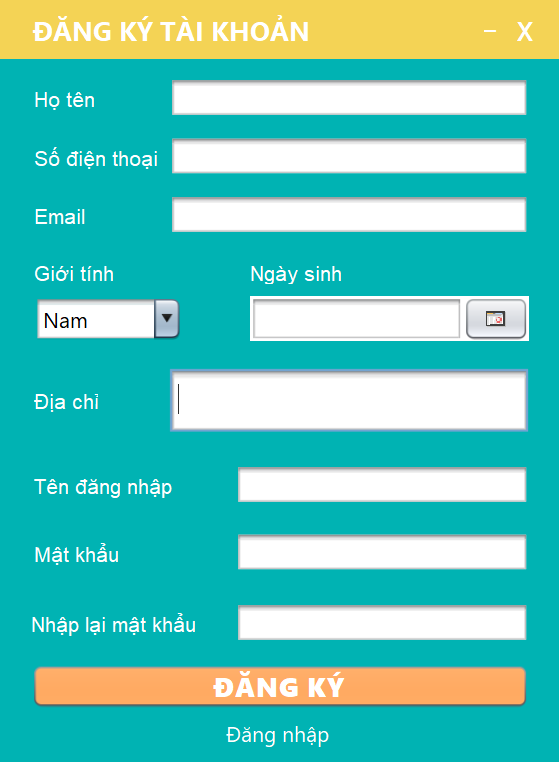 ĐĂNG KÝ TÀI KHOẢN – X
Họ tên
Số điện thoại
Email
Giới tính Ngày sinh
Nam
Địa chỉ
Tên đăng nhập
Mật khẩu
Nhập lại mật khẩu
ĐĂNG KÝ
Đăng nhập